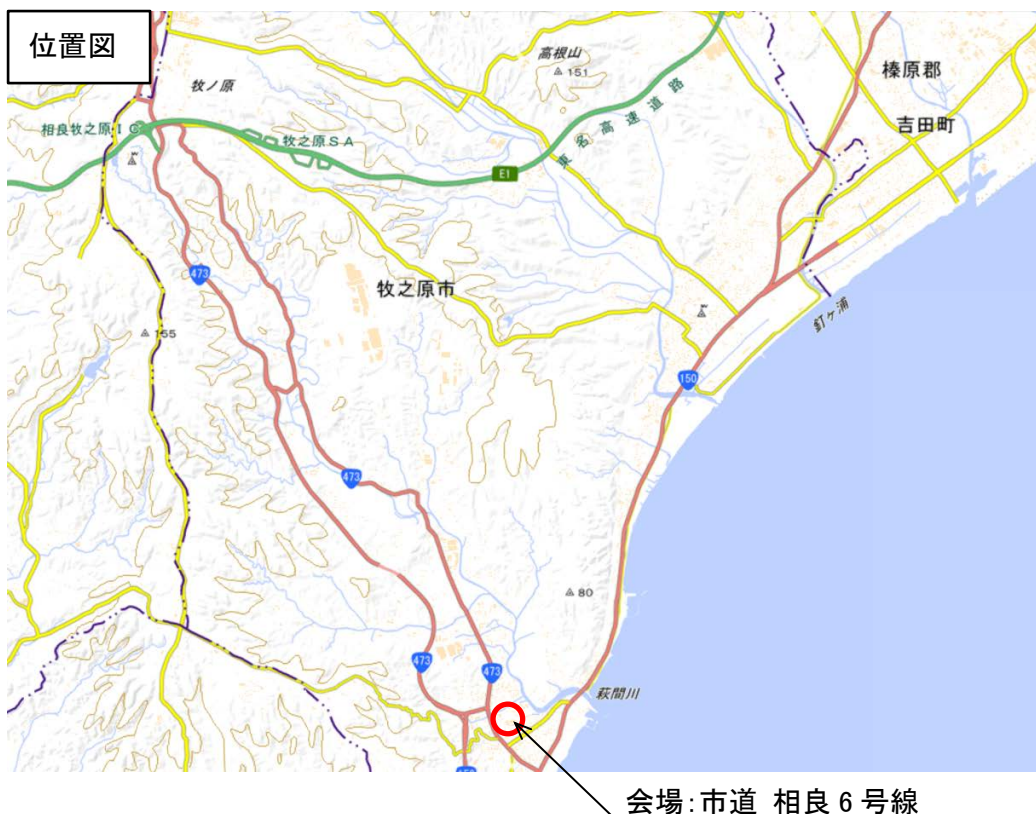 位置図
高根山
151
榛原郡
牧ノ原
吉田町
相良牧之原IC
牧之原SA
東名高速道路
E1
473
牧之原市
釘ヶ浦
155
150
473
80
473
473
萩間川
会場:市道 相良6号線